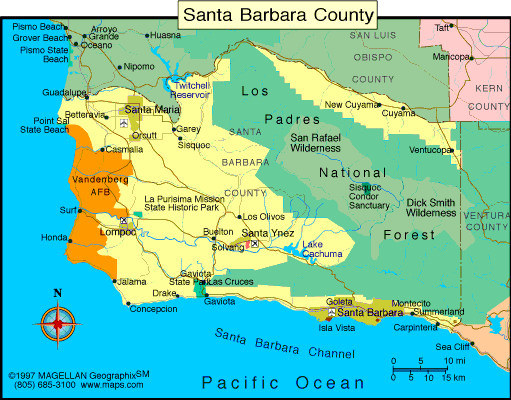 Santa Barbara County
Pismo Beach
Arroyo
Grande
Grover Beach
Oceano
Pismo State
Beach
Huasna
Nipomo
SAN LUIS
OBISPO
COUNTY
Taft
Maricopa
KERN
COUNTY
Guadalupe
Twitchell
Reservoir
Los
Padres
National
Forest
Santa Maria
Betteravia
Point Sal
State Beach
Orcutt
Garey
Sisquoc
New Cuyama
Cuyama
SANTA
BARBARA
COUNTY
San Rafael
Wilderness
Ventucopa
Casmalia
Vandenberg
AFB
La Purisima Mission
State Historic Park
Sisquoc
Condor
Sanctuary
Dick Smith
Wilderness
VENTURA
COUNTY
Surf
Los Olivos
Lompoc
Buelton
Santa Ynez
Solvang
Honda
Lake
Cachuma
Jalama
Gaviota
State Park
Las Cruces
Drake
Gaviota
Concepcion
Goleta
Montecito
Santa Barbara
Summerland
Isla Vista
Carpinteria
Sea Cliff
N
Santa Barbara Channel
0 5 10 mi
0 5 10 15 km
©1997 MAGELLAN GeographixSM
(805) 685-3100 www.maps.com
Pacific Ocean